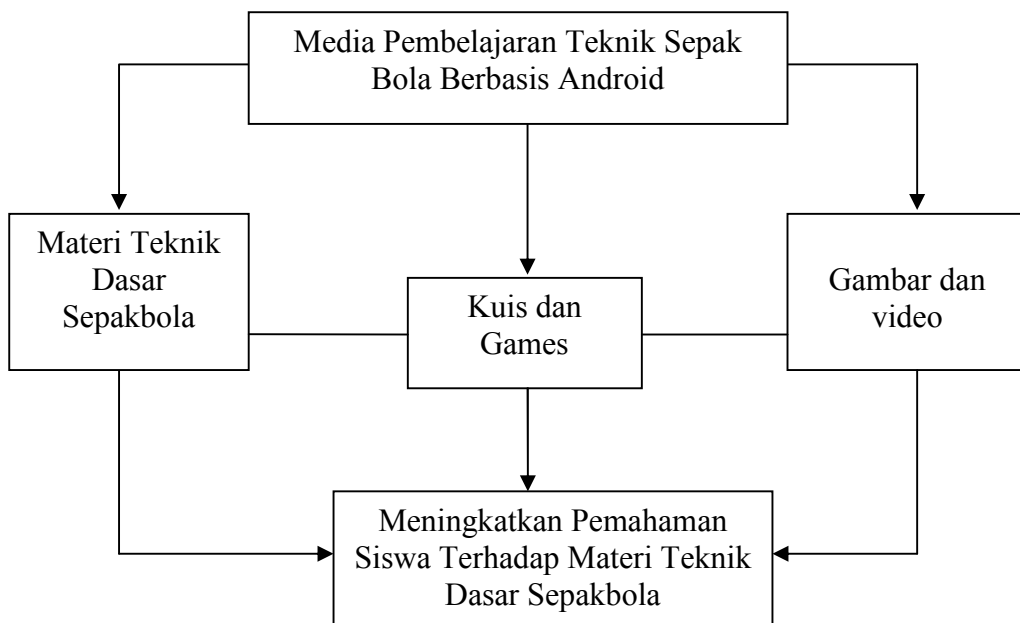 Media Pembelajaran Teknik Sepak
Bola Berbasis Android
Materi Teknik
Dasar
Sepakbola
Kuis dan
Games
Gambar dan
video
Meningkatkan Pemahaman
Siswa Terhadap Materi Teknik
Dasar Sepakbola